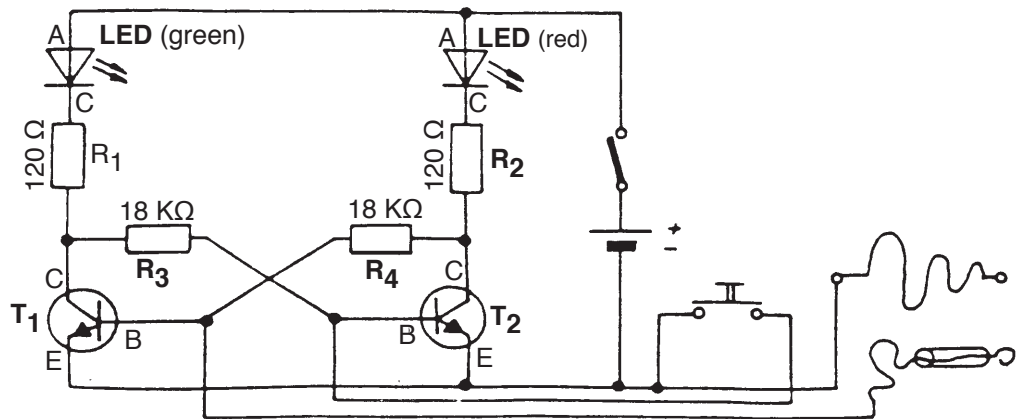 A LED (green)
A LED (red)
C
C
120 Ω
R1
120 Ω
R2
18 KΩ
18 KΩ
R3
R4
+
-
C
C
T1
T2
B
B
E
E